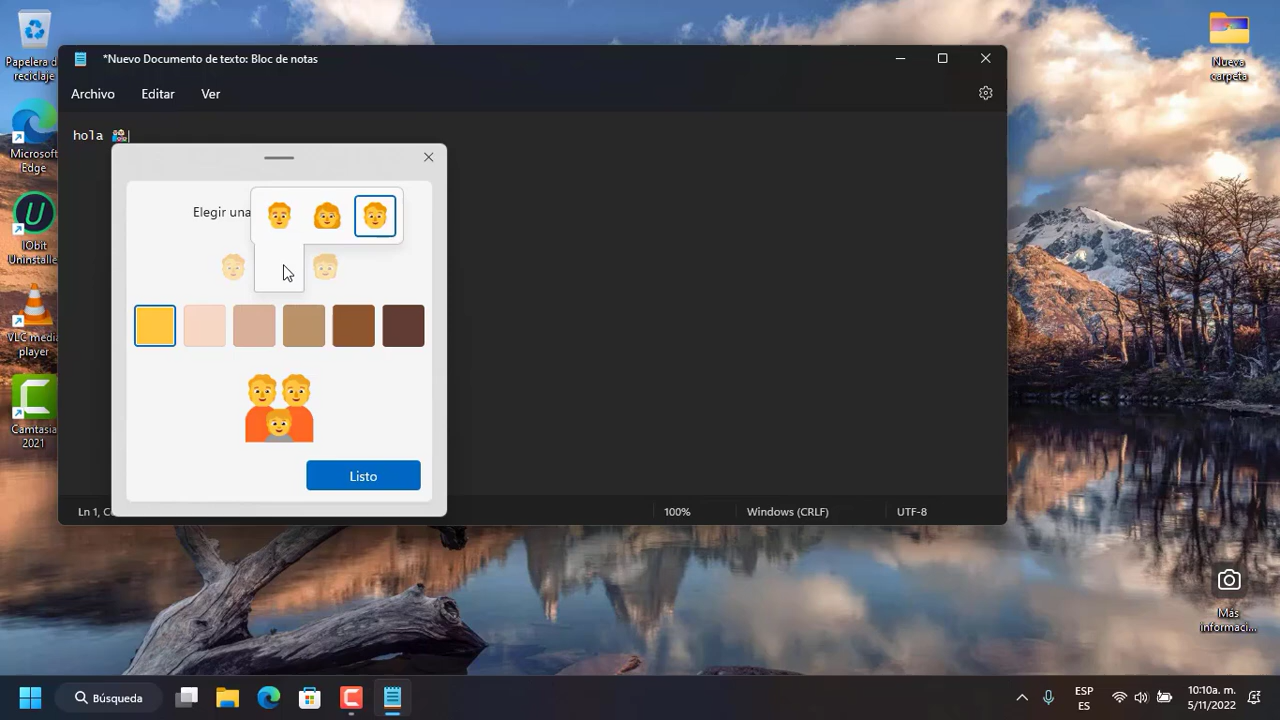 Papelera d
reciclaje
Microsoft
Edge
IObit
Uninstalle
VLC media
player
Camtasia
2021
*Nuevo Documento de texto: Bloc de notas
Archivo Editar Ver
hola
Elegir una
Listo
Ln 1, C
100%
Windows (CRLF)
UTF-8
Nueva
carpeta
Más
informaci...
Búsqueda
ESP
ES
10:10a. m.
5/11/2022